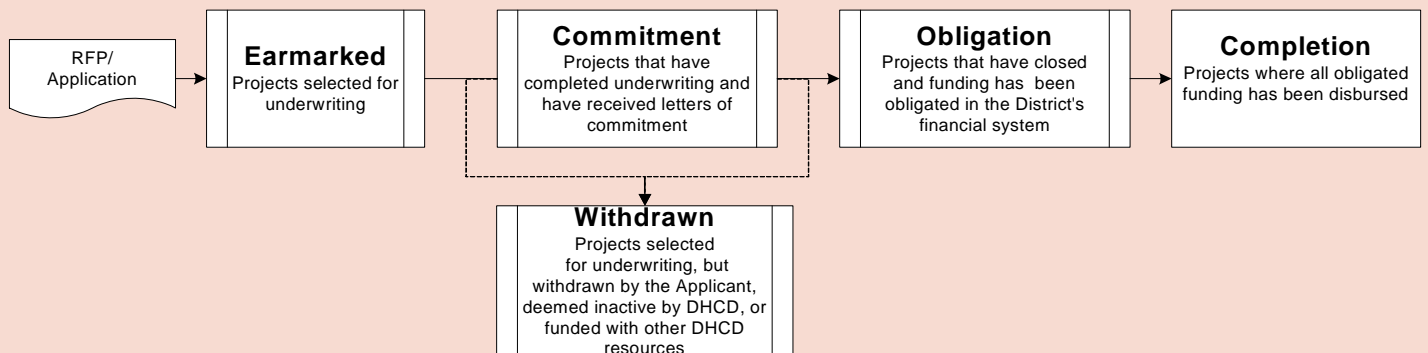 RFP/
Application
Earmarked
Projects selected for
underwriting
Commitment
Projects that have
completed underwriting and
have received letters of
commitment
Obligation
Projects that have closed
and funding has been
obligated in the District's
financial system
Completion
Projects where all obligated
funding has been disbursed
Withdrawn
Projects selected
for underwriting, but
withdrawn by the Applicant,
deemed inactive by DHCD, or
funded with other DHCD
resources